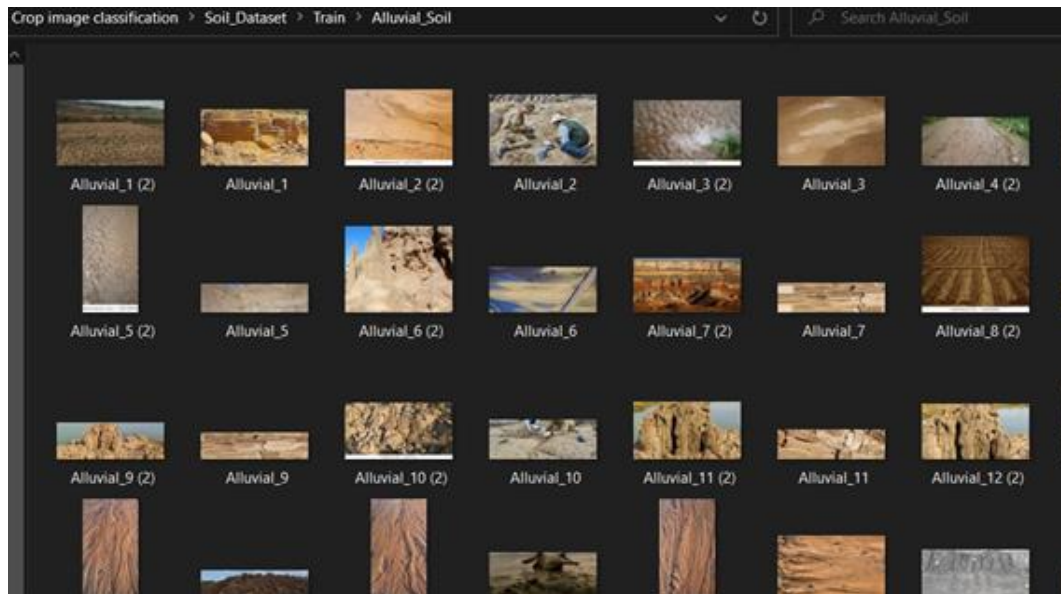 Crop image classification > Soil_Dataset > Train > Alluvial_Soil
Search Alluvial_Soil
Alluvial_1 (2) Alluvial_1 Alluvial_2 (2) Alluvial_2 Alluvial_3 (2) Alluvial_3 Alluvial_4 (2)
Alluvial_5 (2) Alluvial_5 Alluvial_6 (2) Alluvial_6 Alluvial_7 (2) Alluvial_7 Alluvial_8 (2)
Alluvial_9 (2) Alluvial_9 Alluvial_10 (2) Alluvial_10 Alluvial_11 (2) Alluvial_11 Alluvial_12 (2)